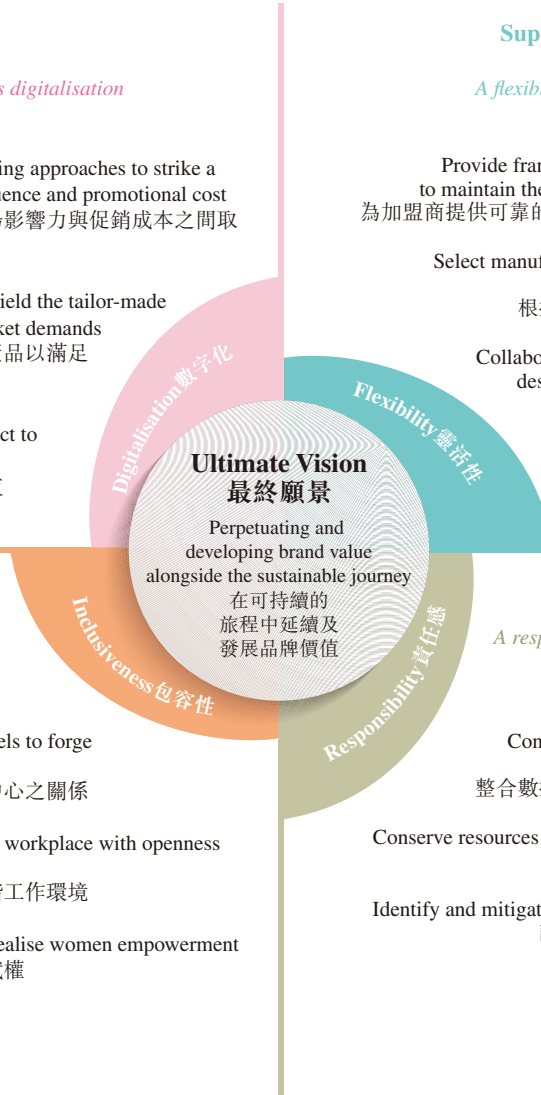 s digitalisation
ing approaches to strike a
uence and promotional cost
影響力與促銷成本之間取
ield the tailor-made
ket demands
品以滿足
ct to
Digitalisation數字化
Sup
A flexib
Provide fran
to maintain the
為加盟商提供可靠的
Select manuf
根
Collabo
des
Flexibility靈活性
Ultimate Vision
最終願景
Perpetuating and
developing brand value
alongside the sustainable journey
在可持續的
旅程中延續及
發展品牌價值
Inclusiveness包容性
els to forge
心之關係
workplace with openness
工作環境
ealise women empowerment
權
Responsibility責任感
A resp
Con
整合數
Conserve resources
Identify and mitigat